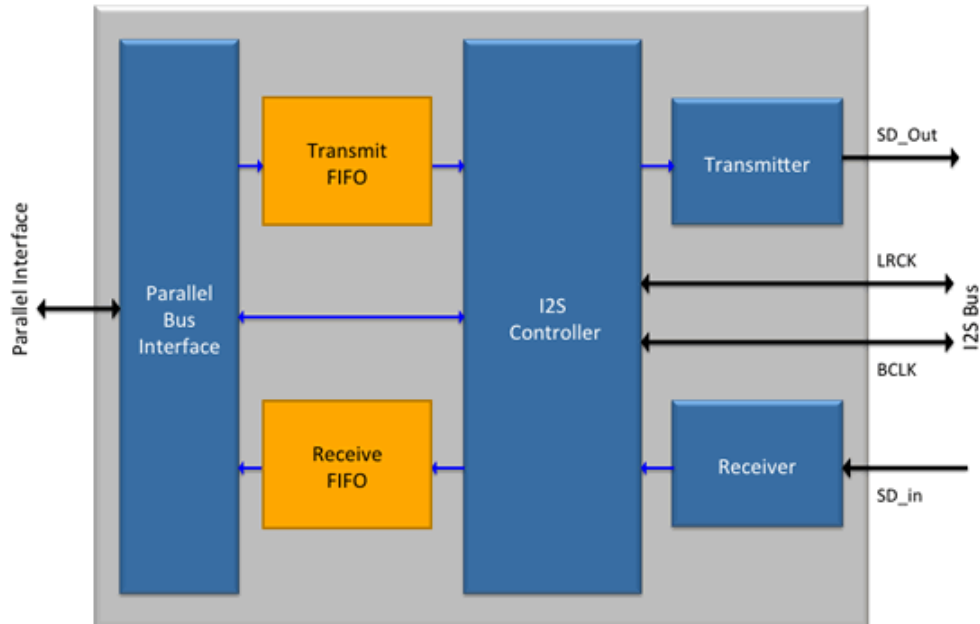 Parallel Interface
Parallel
Bus
Interface
Transmit
FIFO
Receive
FIFO
I2S
Controller
Transmitter
Receiver
SD_Out
LRCK
BCLK
SD_in
I2S Bus